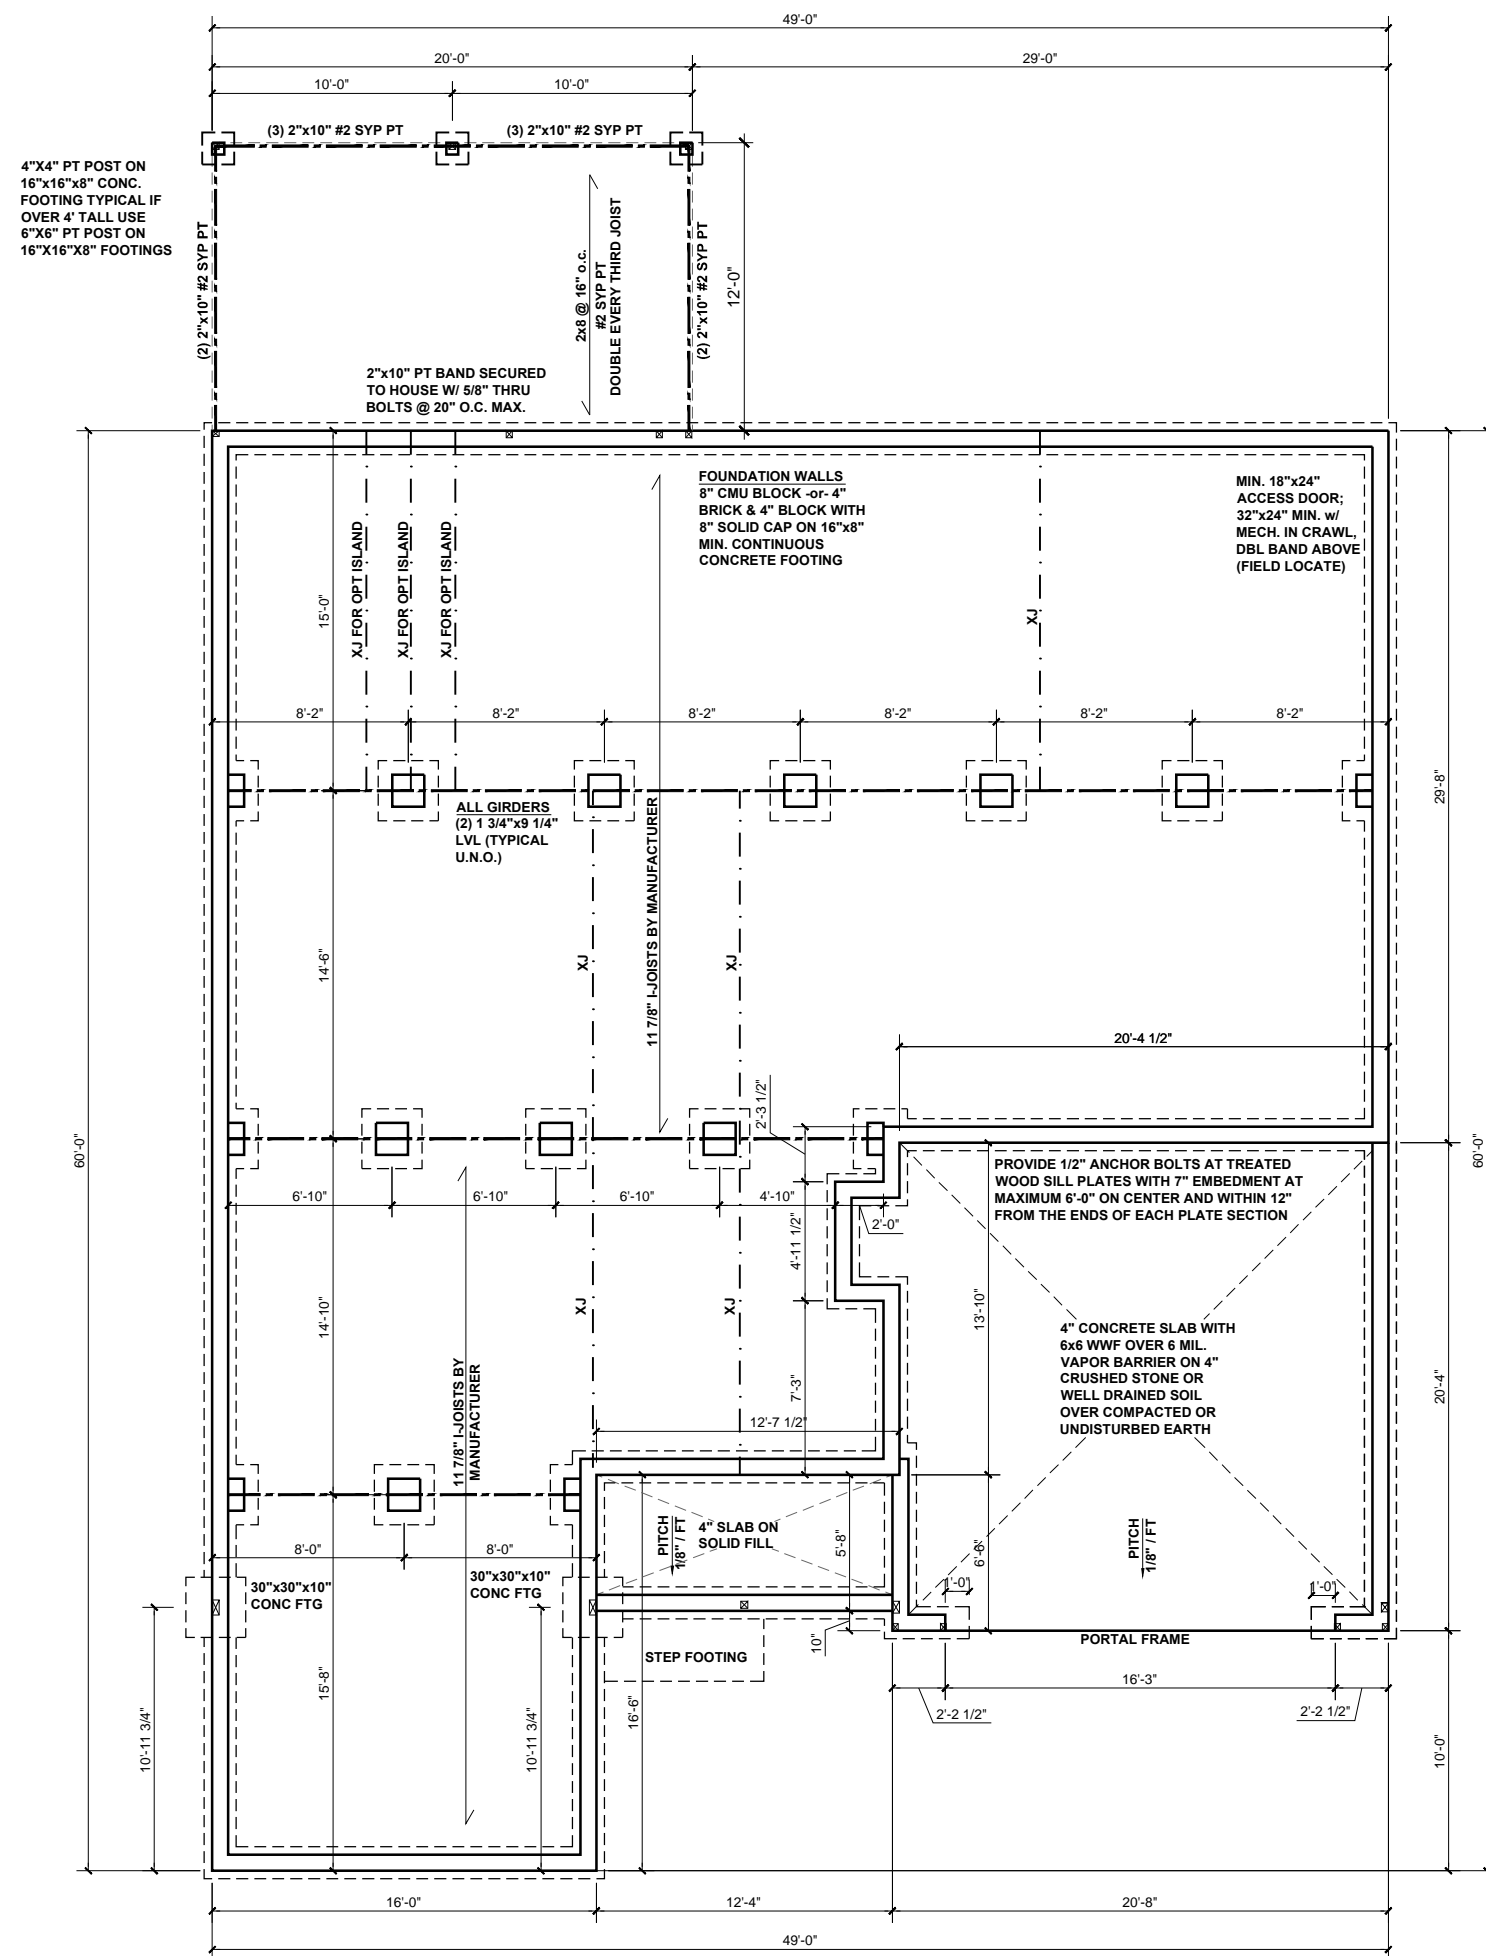 49'-0"
20'-0"
29'-0"
10'-0"
10'-0"
(3) 2"x10" #2 SYP PT
(3) 2"x10" #2 SYP PT
4"X4" PT POST ON
16"x16"x8" CONC.
FOOTING TYPICAL IF
OVER 4' TALL USE
6"X6" PT POST ON
16"X16"X8" FOOTINGS
(2) 2"x10" #2 SYP PT
2x8 @ 16" o.c.
#2 SYP PT
DOUBLE EVERY THIRD JOIST
(2) 2"x10" #2 SYP PT
12'-0"
2"x10" PT BAND SECURED
TO HOUSE W/ 5/8" THRU
BOLTS @ 20" O.C. MAX.
FOUNDATION WALLS
8" CMU BLOCK -or- 4"
BRICK & 4" BLOCK WITH
8" SOLID CAP ON 16"x8"
MIN. CONTINUOUS
CONCRETE FOOTING
MIN. 18"x24"
ACCESS DOOR;
32"x24" MIN. w/
MECH. IN CRAWL,
DBL BAND ABOVE
(FIELD LOCATE)
15'-0"
XJ FOR OPT ISLAND
XJ FOR OPT ISLAND
XJ FOR OPT ISLAND
XJ
8'-2"
8'-2"
8'-2"
8'-2"
8'-2"
8'-2"
29'-8"
ALL GIRDERS
(2) 1 3/4"x9 1/4"
LVL (TYPICAL
U.N.O.)
11 7/8" I-JOISTS BY MANUFACTURER
14'-6"
XJ
XJ
20'-4 1/2"
2'-3 1/2"
60'-0"
60'-0"
PROVIDE 1/2" ANCHOR BOLTS AT TREATED
WOOD SILL PLATES WITH 7" EMBEDMENT AT
MAXIMUM 6'-0" ON CENTER AND WITHIN 12"
FROM THE ENDS OF EACH PLATE SECTION
6'-10"
6'-10"
6'-10"
4'-10"
2'-0"
4'-11 1/2"
14'-10"
XJ
XJ
13'-10"
4" CONCRETE SLAB WITH
6x6 WWF OVER 6 MIL.
VAPOR BARRIER ON 4"
CRUSHED STONE OR
WELL DRAINED SOIL
OVER COMPACTED OR
UNDISTURBED EARTH
7'-3"
20'-4"
11 7/8" I-JOISTS BY
MANUFACTURER
12'-7 1/2"
PITCH
1/8" / FT
4" SLAB ON
SOLID FILL
5'-8"
6'-6"
PITCH
1/8" / FT
8'-0"
8'-0"
30"x30"x10"
CONC FTG
30"x30"x10"
CONC FTG
1'-0"
1'-0"
10"
PORTAL FRAME
STEP FOOTING
15'-8"
16'-6"
16'-3"
2'-2 1/2"
2'-2 1/2"
10'-11 3/4"
10'-11 3/4"
10'-0"
16'-0"
12'-4"
20'-8"
49'-0"